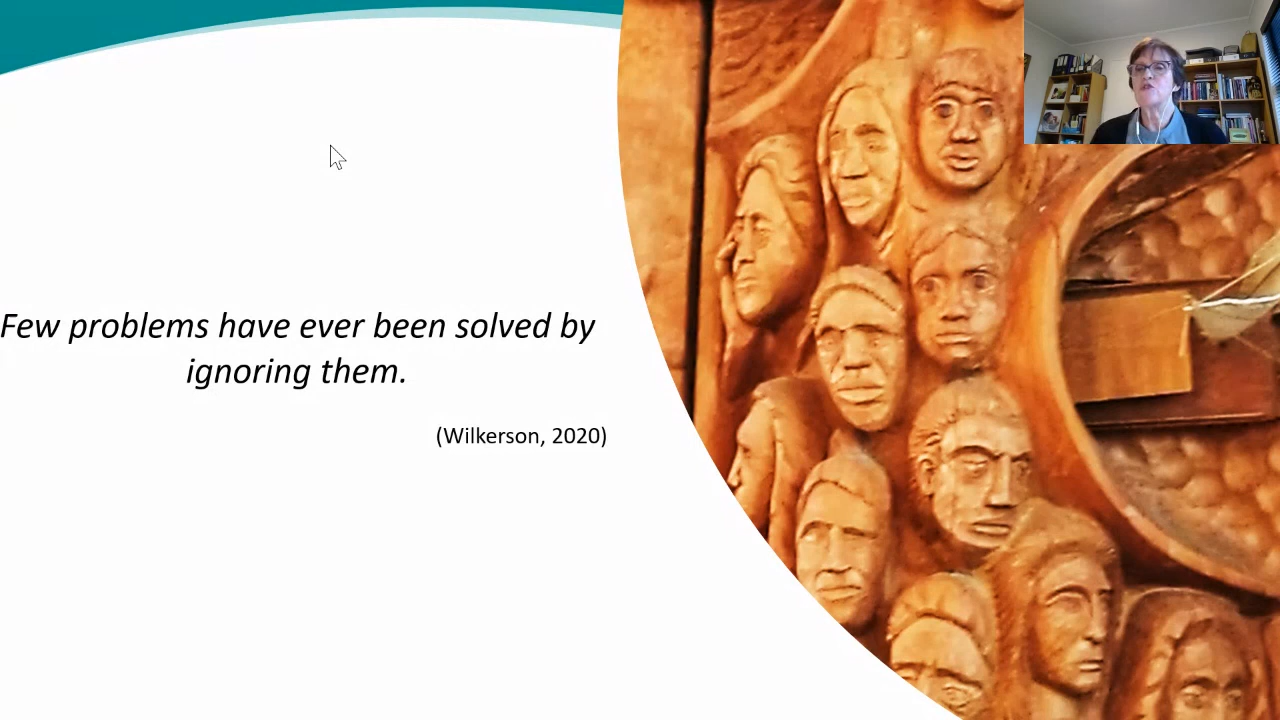 Few problems have ever been solved by
ignoring them.
(Wilkerson, 2020)